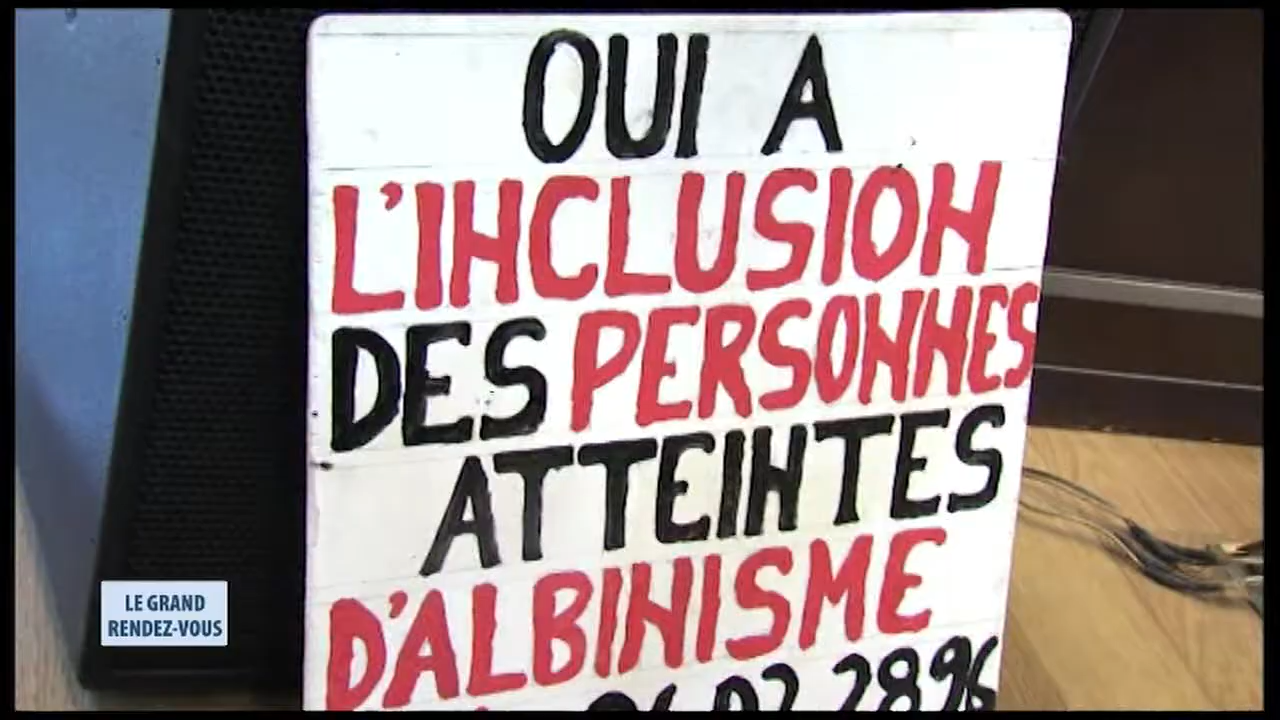 OUI A
L'INCLUSION
DES PERSONNES
ATTEINTES
D'ALBINISME
LE GRAND
RENDEZ-VOUS